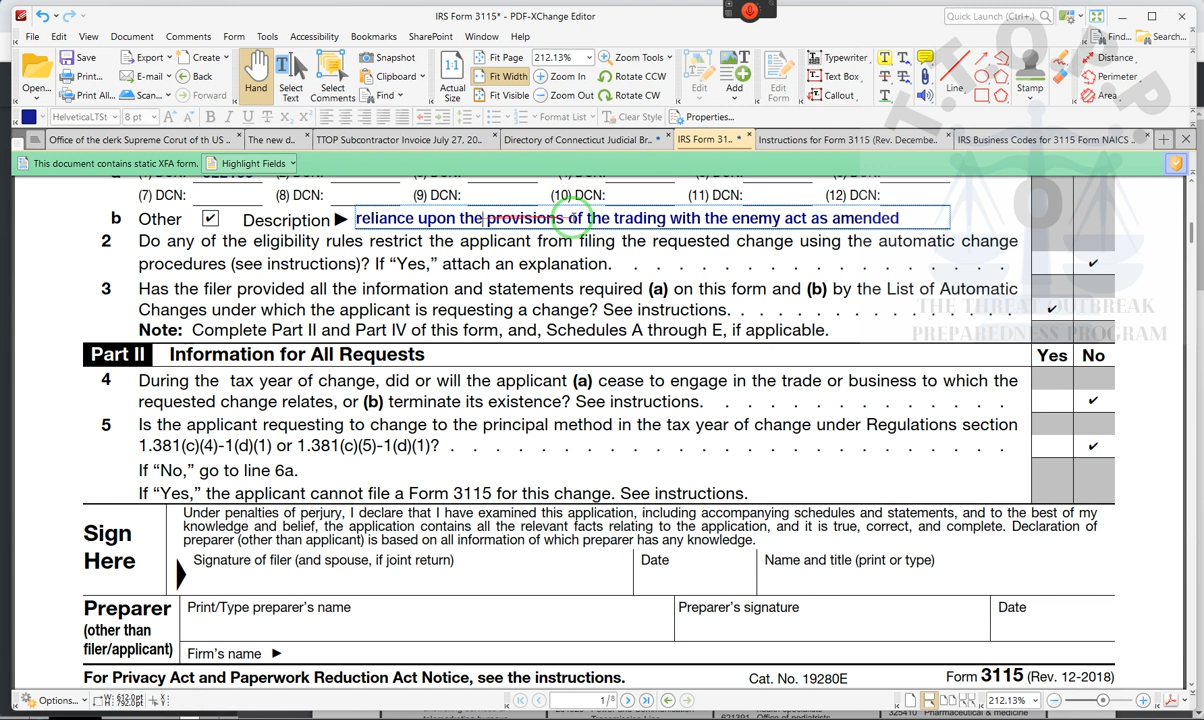 IRS Form 3115* - PDF-XChange Editor
Quick Launch (Ctrl+.)
File Edit View Document Comments Form Tools Accessibility Bookmarks SharePoint Window Help
Find... Search...
Open... Save Print... Print All... Export Create E-mail Back Scan... Forward Hand Select Text Select Comments Snapshot Clipboard Find Actual Size Fit Page Fit Width Fit Visible 212.13% Zoom In Zoom Out Zoom Tools Rotate CCW Rotate CW Edit Add Edit Form Typewriter Text Box Callout Line Stamp Distance Perimeter Area
HelveticaLTSt 8 pt Format List Clear Style Properties...
Office of the clerk Supreme Corut of th US ... The new d... TTOP Subcontractor Invoice July 27, 20... Directory of Connecticut Judicial Br... * IRS Form 31... * Instructions for Form 3115 (Rev. Decembe... IRS Business Codes for 3115 Form NAICS ...
This document contains static XFA form. Highlight Fields
(7) DCN: (8) DCN: (9) DCN: (10) DCN: (11) DCN: (12) DCN:
b Other ✔ Description ▶ reliance upon the provisions of the trading with the enemy act as amended
2 Do any of the eligibility rules restrict the applicant from filing the requested change using the automatic change
procedures (see instructions)? If “Yes,” attach an explanation. ✔
3 Has the filer provided all the information and statements required (a) on this form and (b) by the List of Automatic
Changes under which the applicant is requesting a change? See instructions. ✔
Note: Complete Part II and Part IV of this form, and, Schedules A through E, if applicable.
Part II Information for All Requests Yes No
4 During the tax year of change, did or will the applicant (a) cease to engage in the trade or business to which the
requested change relates, or (b) terminate its existence? See instructions. ✔
5 Is the applicant requesting to change to the principal method in the tax year of change under Regulations section
1.381(c)(4)-1(d)(1) or 1.381(c)(5)-1(d)(1)? ✔
If “No,” go to line 6a.
If “Yes,” the applicant cannot file a Form 3115 for this change. See instructions.
Sign Here
Under penalties of perjury, I declare that I have examined this application, including accompanying schedules and statements, and to the best of my
knowledge and belief, the application contains all the relevant facts relating to the application, and it is true, correct, and complete. Declaration of
preparer (other than applicant) is based on all information of which preparer has any knowledge.
Signature of filer (and spouse, if joint return) Date Name and title (print or type)
Preparer (other than filer/applicant)
Print/Type preparer’s name Preparer’s signature Date
Firm’s name ▶
For Privacy Act and Paperwork Reduction Act Notice, see the instructions. Cat. No. 19280E Form 3115 (Rev. 12-2018)
T.T.O.P.P
THE THREAT OUTBREAK
PREPAREDNESS PROGRAM
Options... W: 612.0pt H: 792.0pt X: Y: 1/8 212.13%